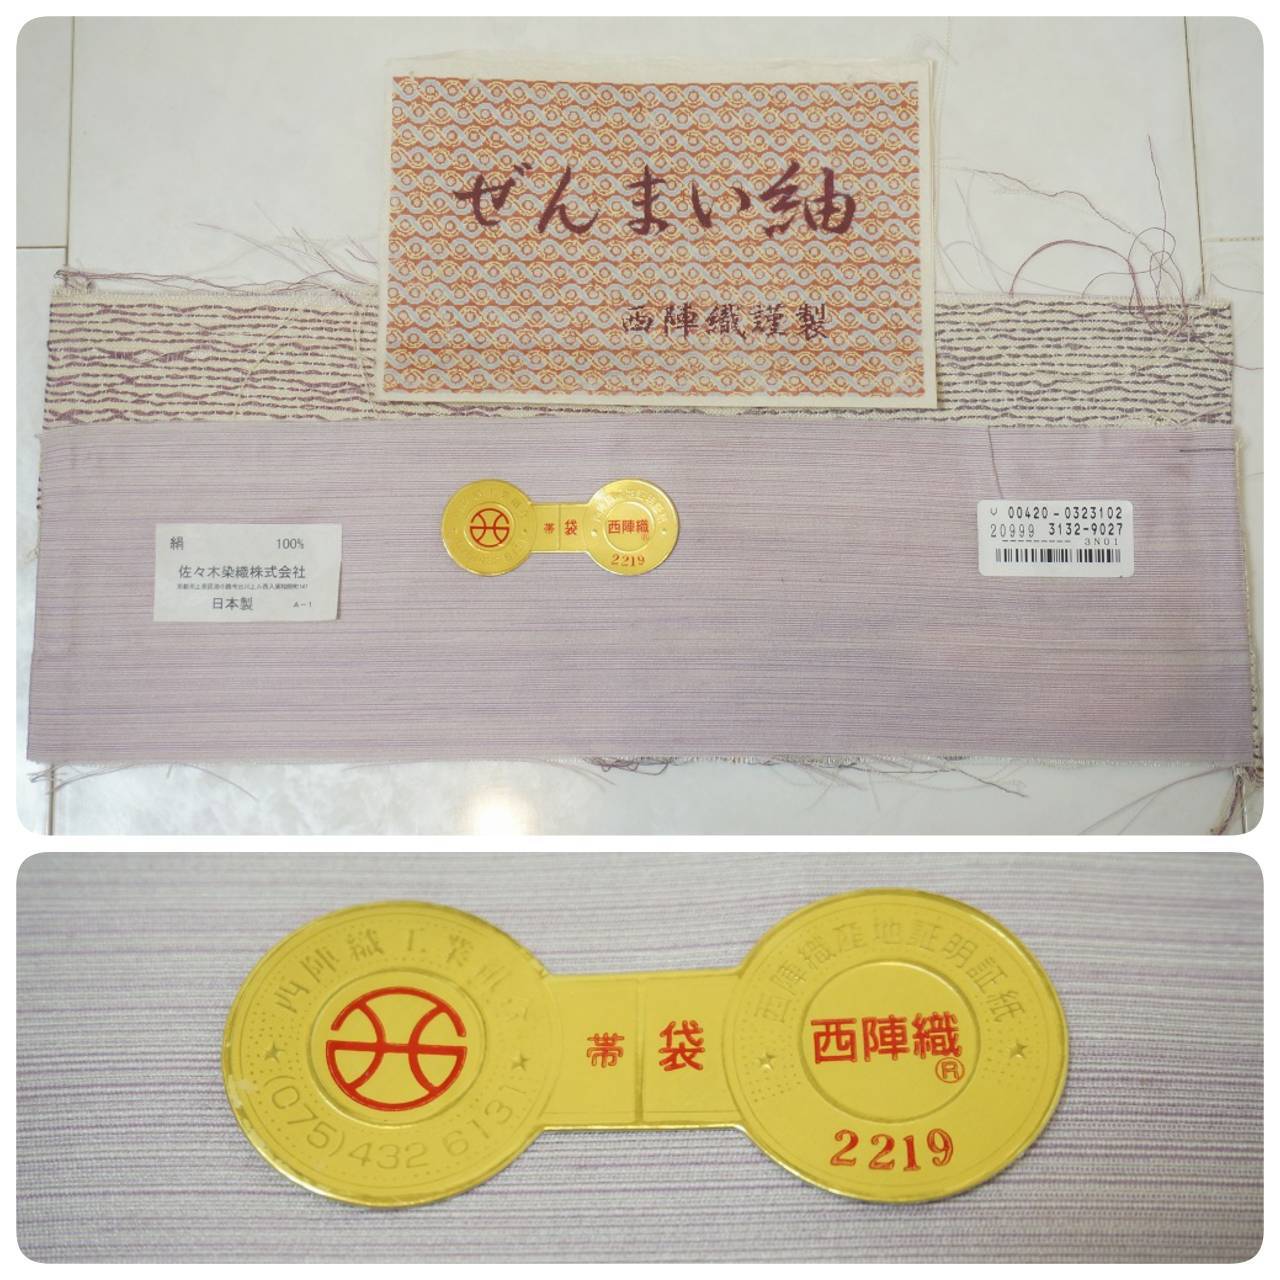 ぜんまい紬
西陣織謹製
絹 100%
佐々木染織株式会社
日本製 A-1
帯 袋
西陣織
2219
00420-0323102
20999 3132-9027
3N01
西陣織工業組合
(075)432 6131
帯 袋
西陣織産地証明証紙
西陣織®
2219